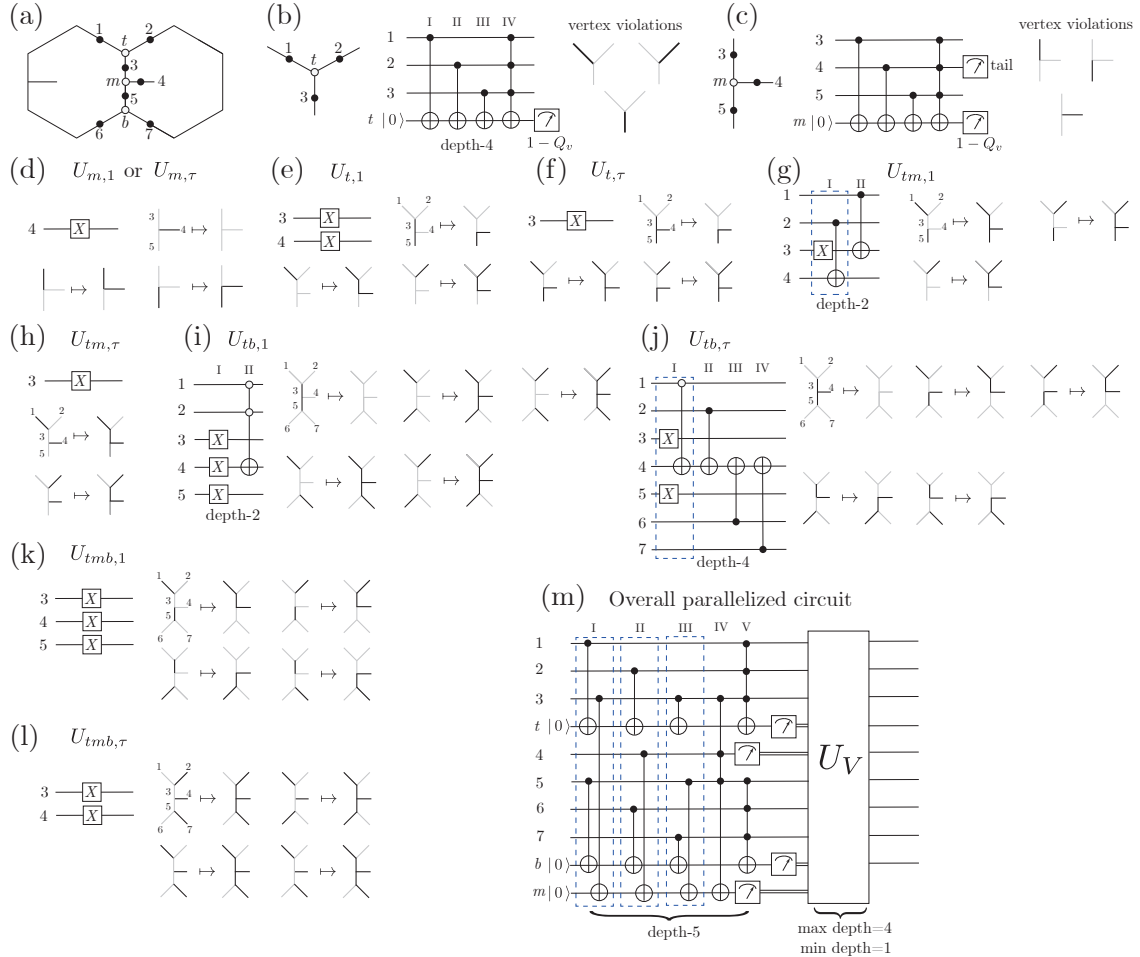 (a)
1
2
t
3
m
4
5
b
6
7
(b)
1
t
2
3
I II III IV
1
2
3
t |0⟩
depth-4
1 − Q_v
vertex violations
(c)
3
m
4
5
3
4
tail
5
m |0⟩
1 − Q_v
vertex violations
(d) U_{m,1} or U_{m,τ}
4 X
3
4 ↦
5
↦ ↦
(e) U_{t,1}
3 X
4 X
1 2
3
4 ↦
5
↦ ↦
(f) U_{t,τ}
3 X
1 2
3
4 ↦
5
↦ ↦
(g) U_{tm,1}
I II
1
2
3 X
4
depth-2
1 2
3
4 ↦
5
↦
↦
(h) U_{tm,τ}
3 X
1 2
3
4 ↦
5
↦
(i) U_{tb,1}
I II
1
2
3 X
4 X
5 X
depth-2
1 2
3
4 ↦
5
6 7
↦ ↦
↦ ↦
(j) U_{tb,τ}
I II III IV
1
2
3 X
4
5 X
6
7
depth-4
1 2
3
4 ↦
5
6 7
↦ ↦
↦ ↦
(k) U_{tmb,1}
3 X
4 X
5 X
1 2
3
4 ↦
5
6 7
↦
↦ ↦
(l) U_{tmb,τ}
3 X
4 X
1 2
3
4 ↦
5
6 7
↦
↦ ↦
(m) Overall parallelized circuit
I II III IV V
1
2
3
t |0⟩
4
5
6
7
b |0⟩
m |0⟩
U_V
depth-5
max depth=4
min depth=1